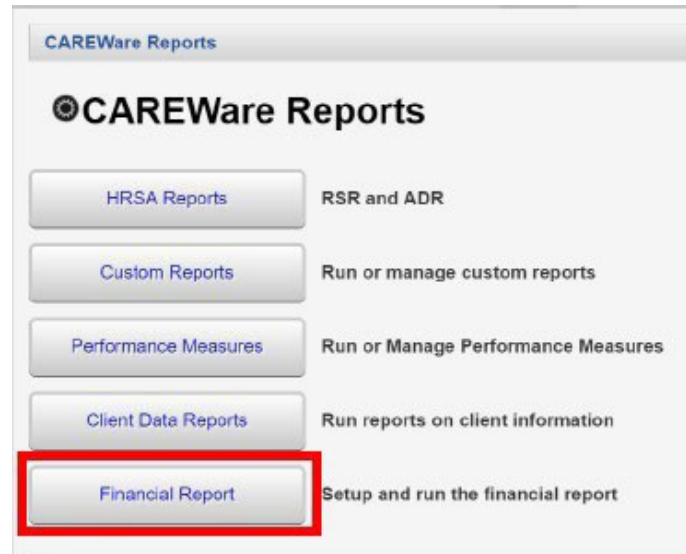 CAREWare Reports
CAREWare Reports
HRSA Reports RSR and ADR
Custom Reports Run or manage custom reports
Performance Measures Run or Manage Performance Measures
Client Data Reports Run reports on client information
Financial Report Setup and run the financial report